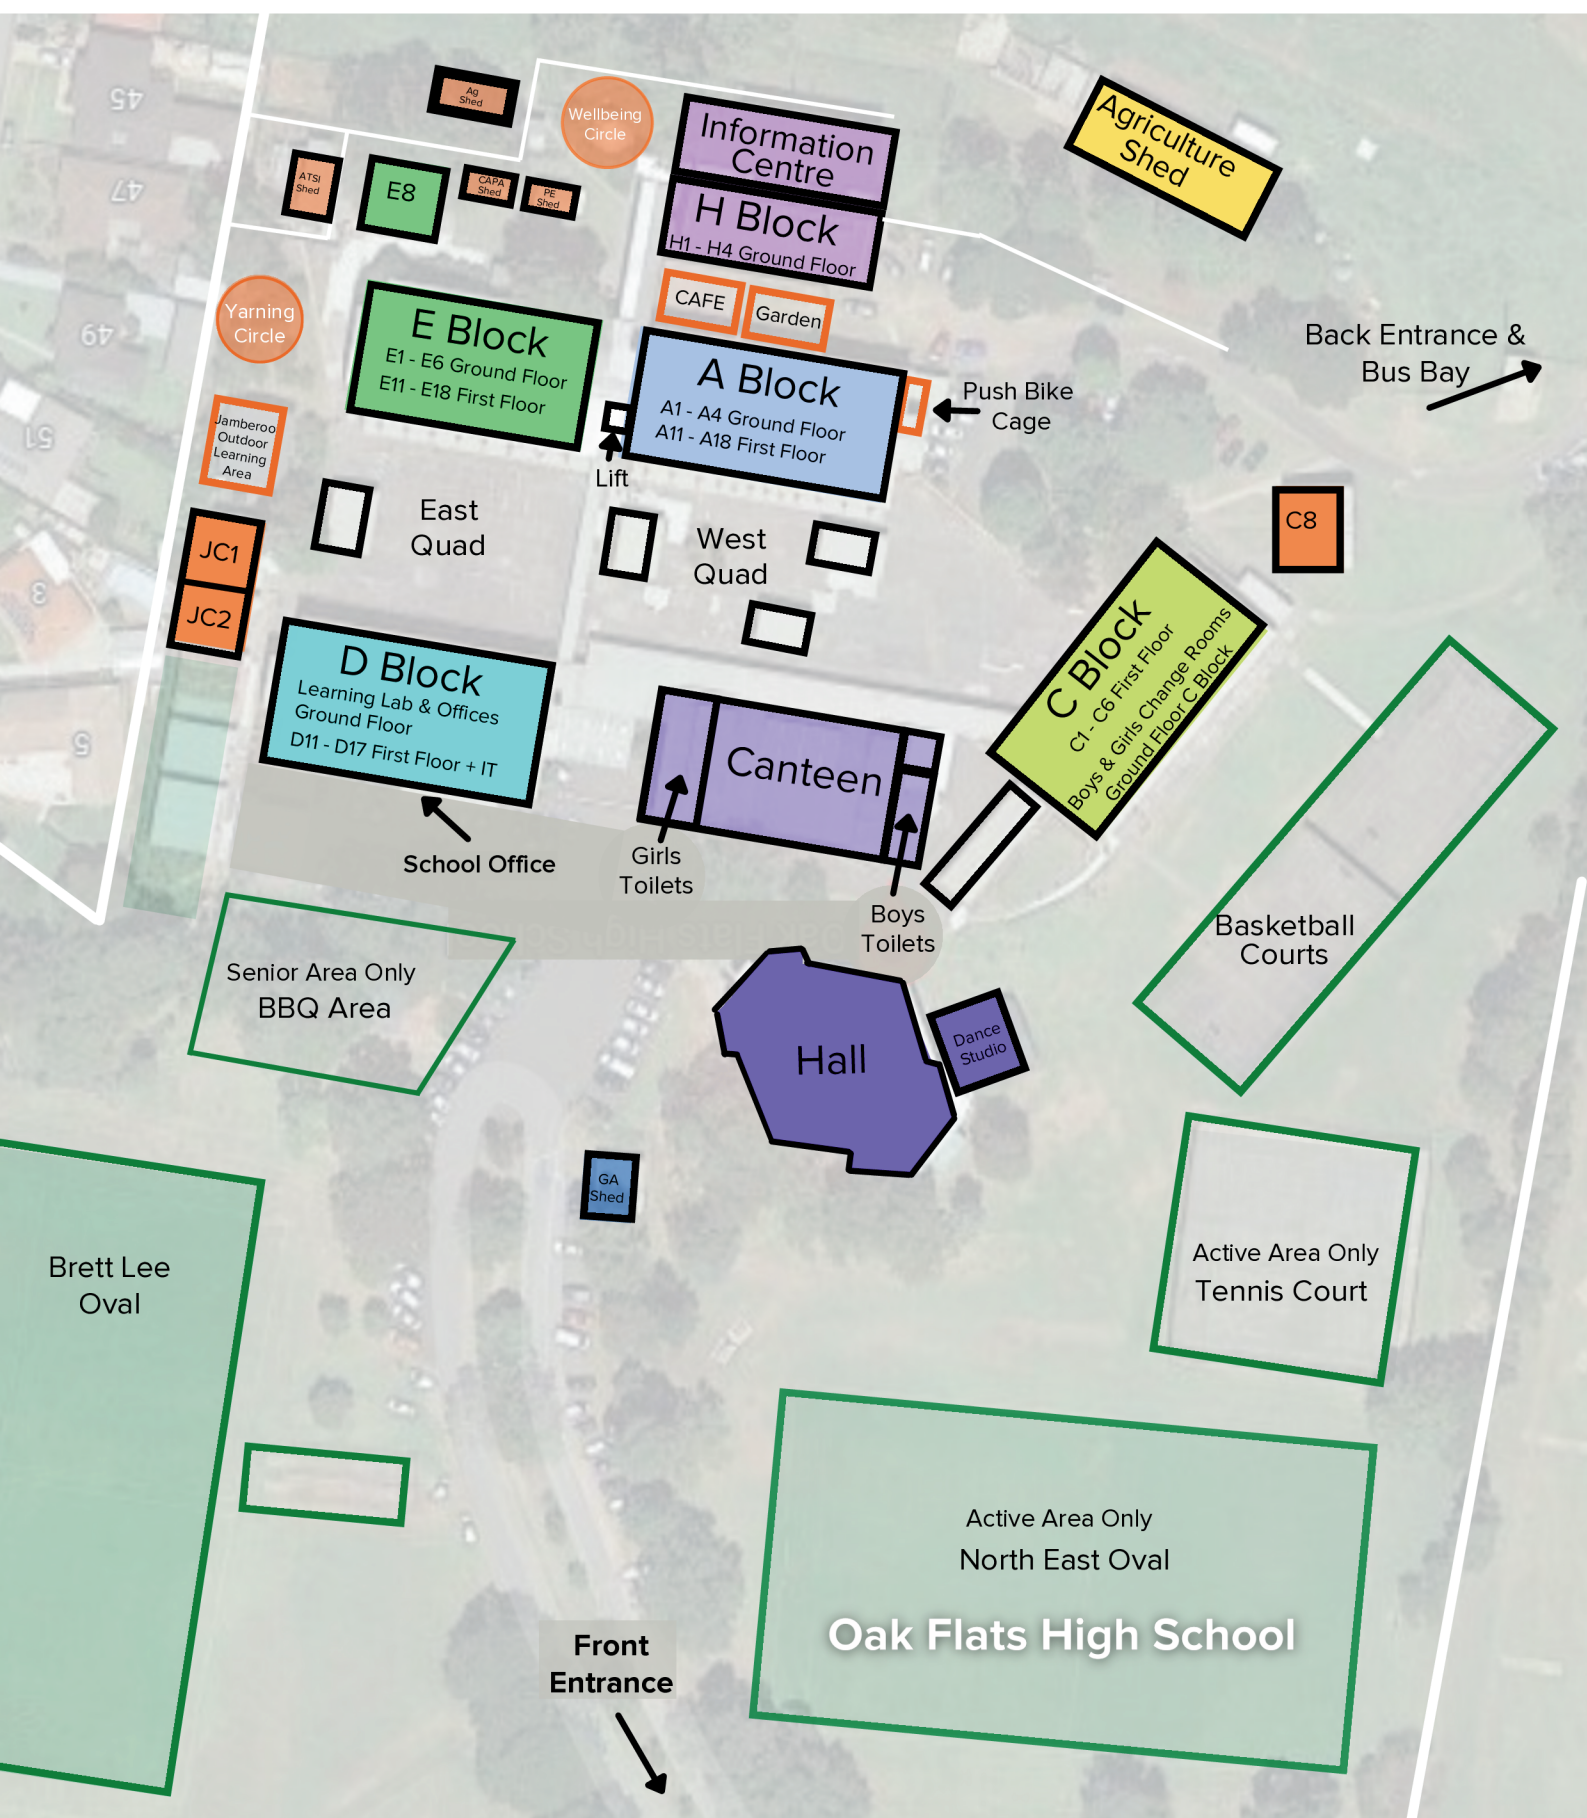 45
Ag
Shed
Wellbeing
Circle
Information
Centre
Agriculture
Shed
ATSI
Shed
E8
CAPA
Shed
PE
Shed
47
H Block
H1 - H4 Ground Floor
Yarning
Circle
49
CAFE
Garden
E Block
E1 - E6 Ground Floor
E11 - E18 First Floor
A Block
A1 - A4 Ground Floor
A11 - A18 First Floor
Push Bike
Cage
Back Entrance &
Bus Bay
51
Jamberoo
Outdoor
Learning
Area
Lift
East
Quad
West
Quad
C8
JC1
JC2
3
5
D Block
Learning Lab & Offices
Ground Floor
D11 - D17 First Floor + IT
C Block
C1 - C6 First Floor
Boys & Girls Change Rooms
Ground Floor C Block
Canteen
School Office
Girls
Toilets
Boys
Toilets
Basketball
Courts
Senior Area Only
BBQ Area
Hall
Dance
Studio
GA
Shed
Brett Lee
Oval
Active Area Only
Tennis Court
Active Area Only
North East Oval
Oak Flats High School
Front
Entrance